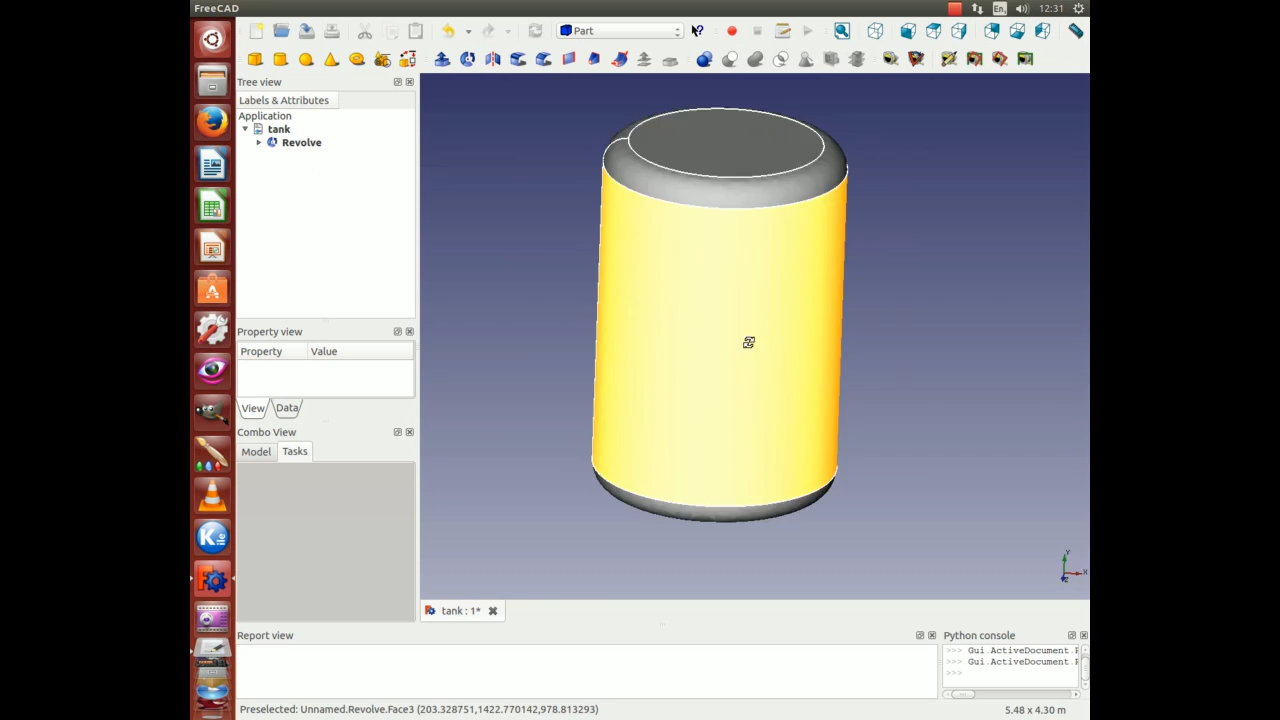 FreeCAD
En
12:31
Part
Tree view
Labels & Attributes
Application
tank
Revolve
Property view
Property Value
View Data
Combo View
Model Tasks
Y
X
Z
tank : 1*
Report view
Python console
>>> Gui.ActiveDocument.
>>> Gui.ActiveDocument.
>>>
Preselected: Unnamed.Revolve.Face3 (203.328751,1422.770142,978.813293)
5.48 x 4.30 m